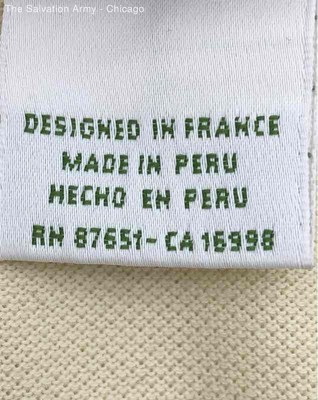 The Salvation Army - Chicago
DESIGNED IN FRANCE
MADE IN PERU
HECHO EN PERU
RN 87651- CA 16998